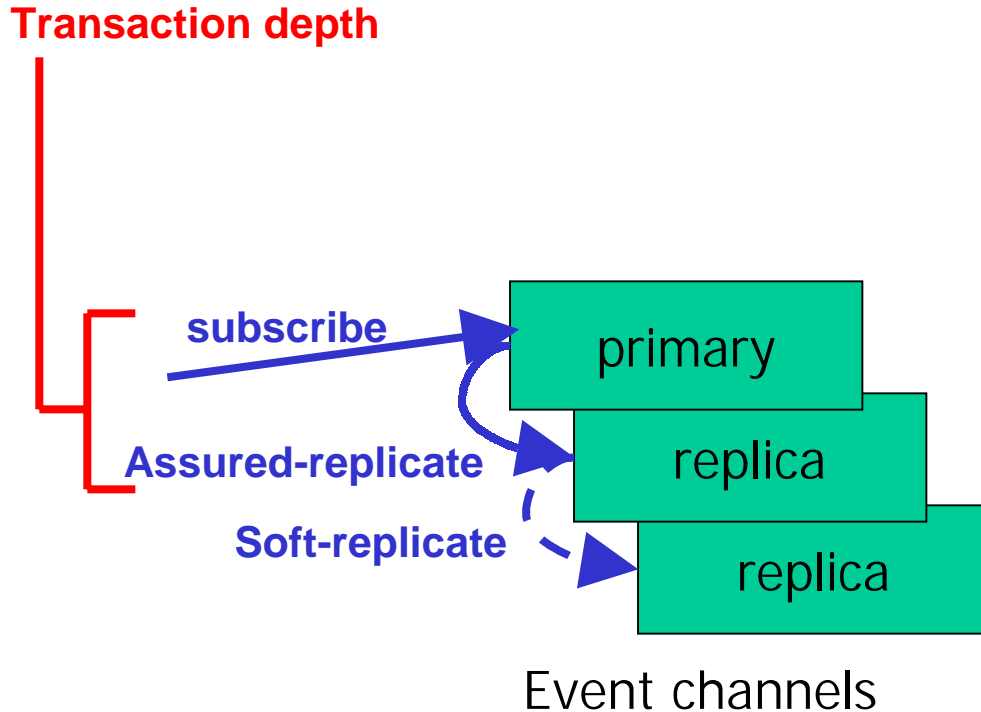 Transaction depth
subscribe
primary
Assured-replicate
replica
Soft-replicate
replica
Event channels